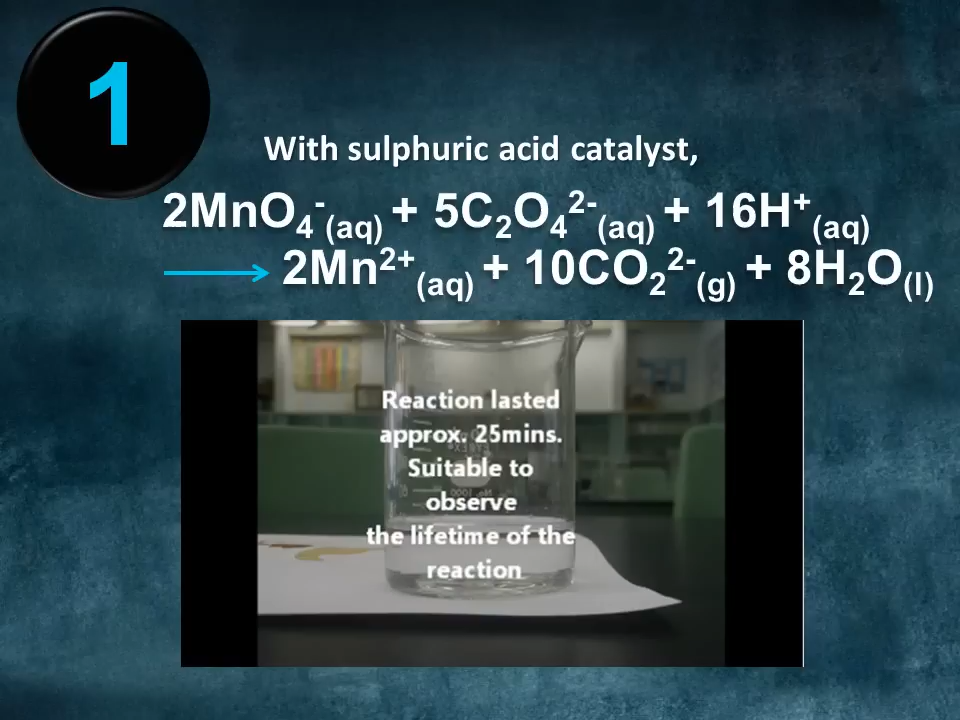 1
With sulphuric acid catalyst,
2MnO₄⁻(aq) + 5C₂O₄²⁻(aq) + 16H⁺(aq)
⟶ 2Mn²⁺(aq) + 10CO₂²⁻(g) + 8H₂O(l)
Reaction lasted
approx. 25mins.
Suitable to
observe
the lifetime of the
reaction